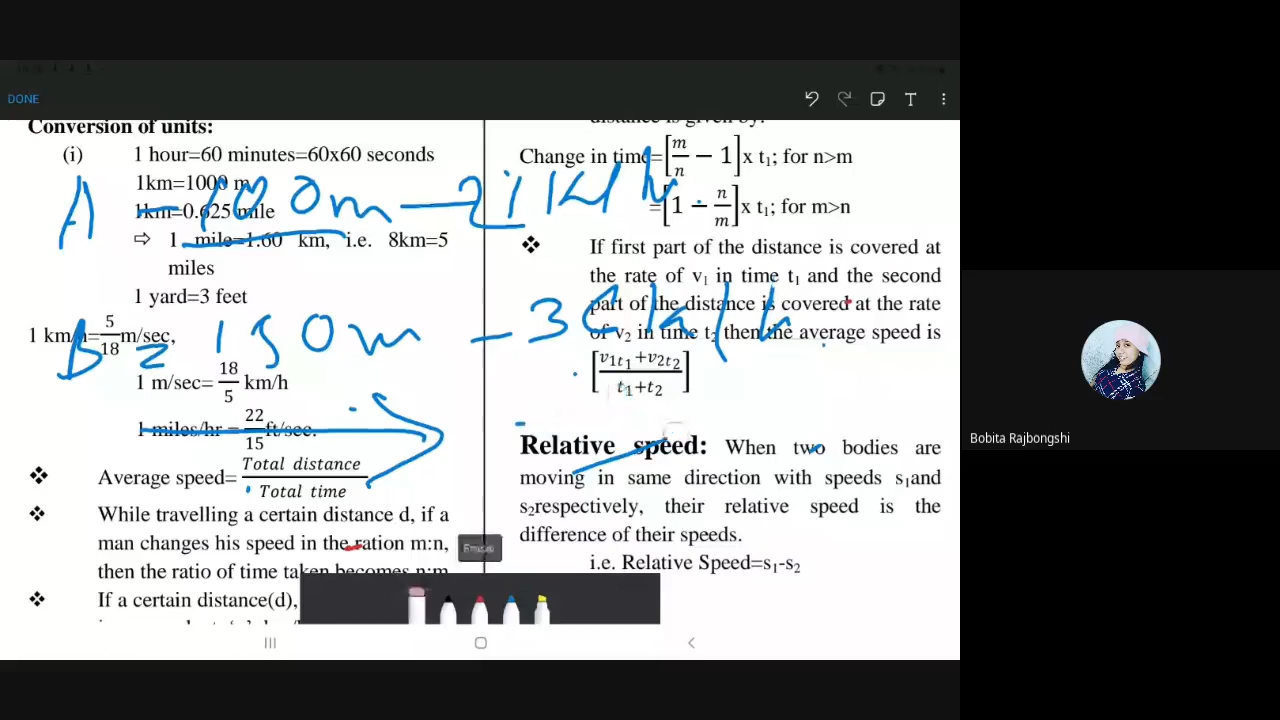 DONE
Conversion of units:
(i) 1 hour=60 minutes=60x60 seconds
1km=1000 m
1km=0.625 mile
⇨ 1 mile=1.60 km, i.e. 8km=5
miles
1 yard=3 feet
1 km/h=5/18 m/sec,
1 m/sec= 18/5 km/h
1 miles/hr = 22/15 ft/sec.
❖ Average speed= Total distance / Total time
❖ While travelling a certain distance d, if a
man changes his speed in the ration m:n,
then the ratio of time taken becomes n:m
❖ If a certain distance(d),
A - 100m -
B = 150m - 36 k/h
distance is given by:
Change in time=[m/n − 1]x t₁; for n>m
=[1 − n/m]x t₁; for m>n
❖ If first part of the distance is covered at
the rate of v₁ in time t₁ and the second
part of the distance is covered at the rate
of v₂ in time t₂ then the average speed is
[v₁t₁+v₂t₂ / t₁+t₂]
Relative speed: When two bodies are
moving in same direction with speeds s₁and
s₂respectively, their relative speed is the
difference of their speeds.
i.e. Relative Speed=s₁-s₂
Bobita Rajbongshi